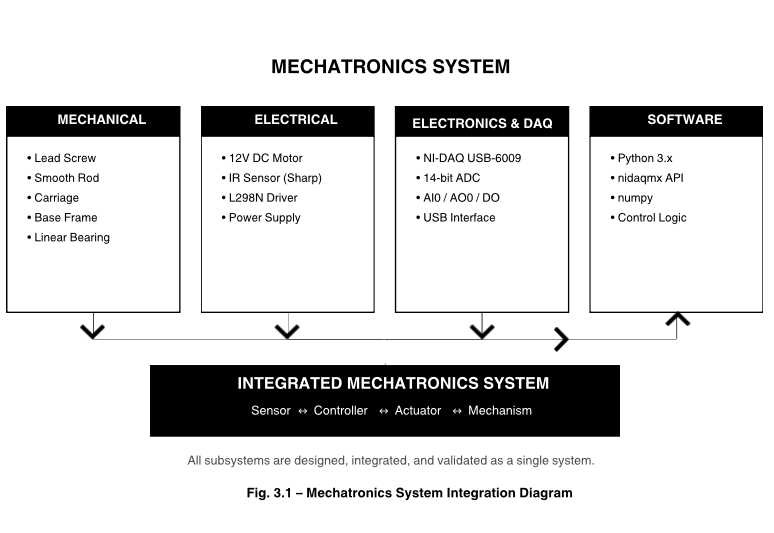 MECHATRONICS SYSTEM
MECHANICAL
• Lead Screw
• Smooth Rod
• Carriage
• Base Frame
• Linear Bearing
ELECTRICAL
• 12V DC Motor
• IR Sensor (Sharp)
• L298N Driver
• Power Supply
ELECTRONICS & DAQ
• NI-DAQ USB-6009
• 14-bit ADC
• AI0 / AO0 / DO
• USB Interface
SOFTWARE
• Python 3.x
• nidaqmx API
• numpy
• Control Logic
INTEGRATED MECHATRONICS SYSTEM
Sensor ↔ Controller ↔ Actuator ↔ Mechanism
All subsystems are designed, integrated, and validated as a single system.
Fig. 3.1 – Mechatronics System Integration Diagram